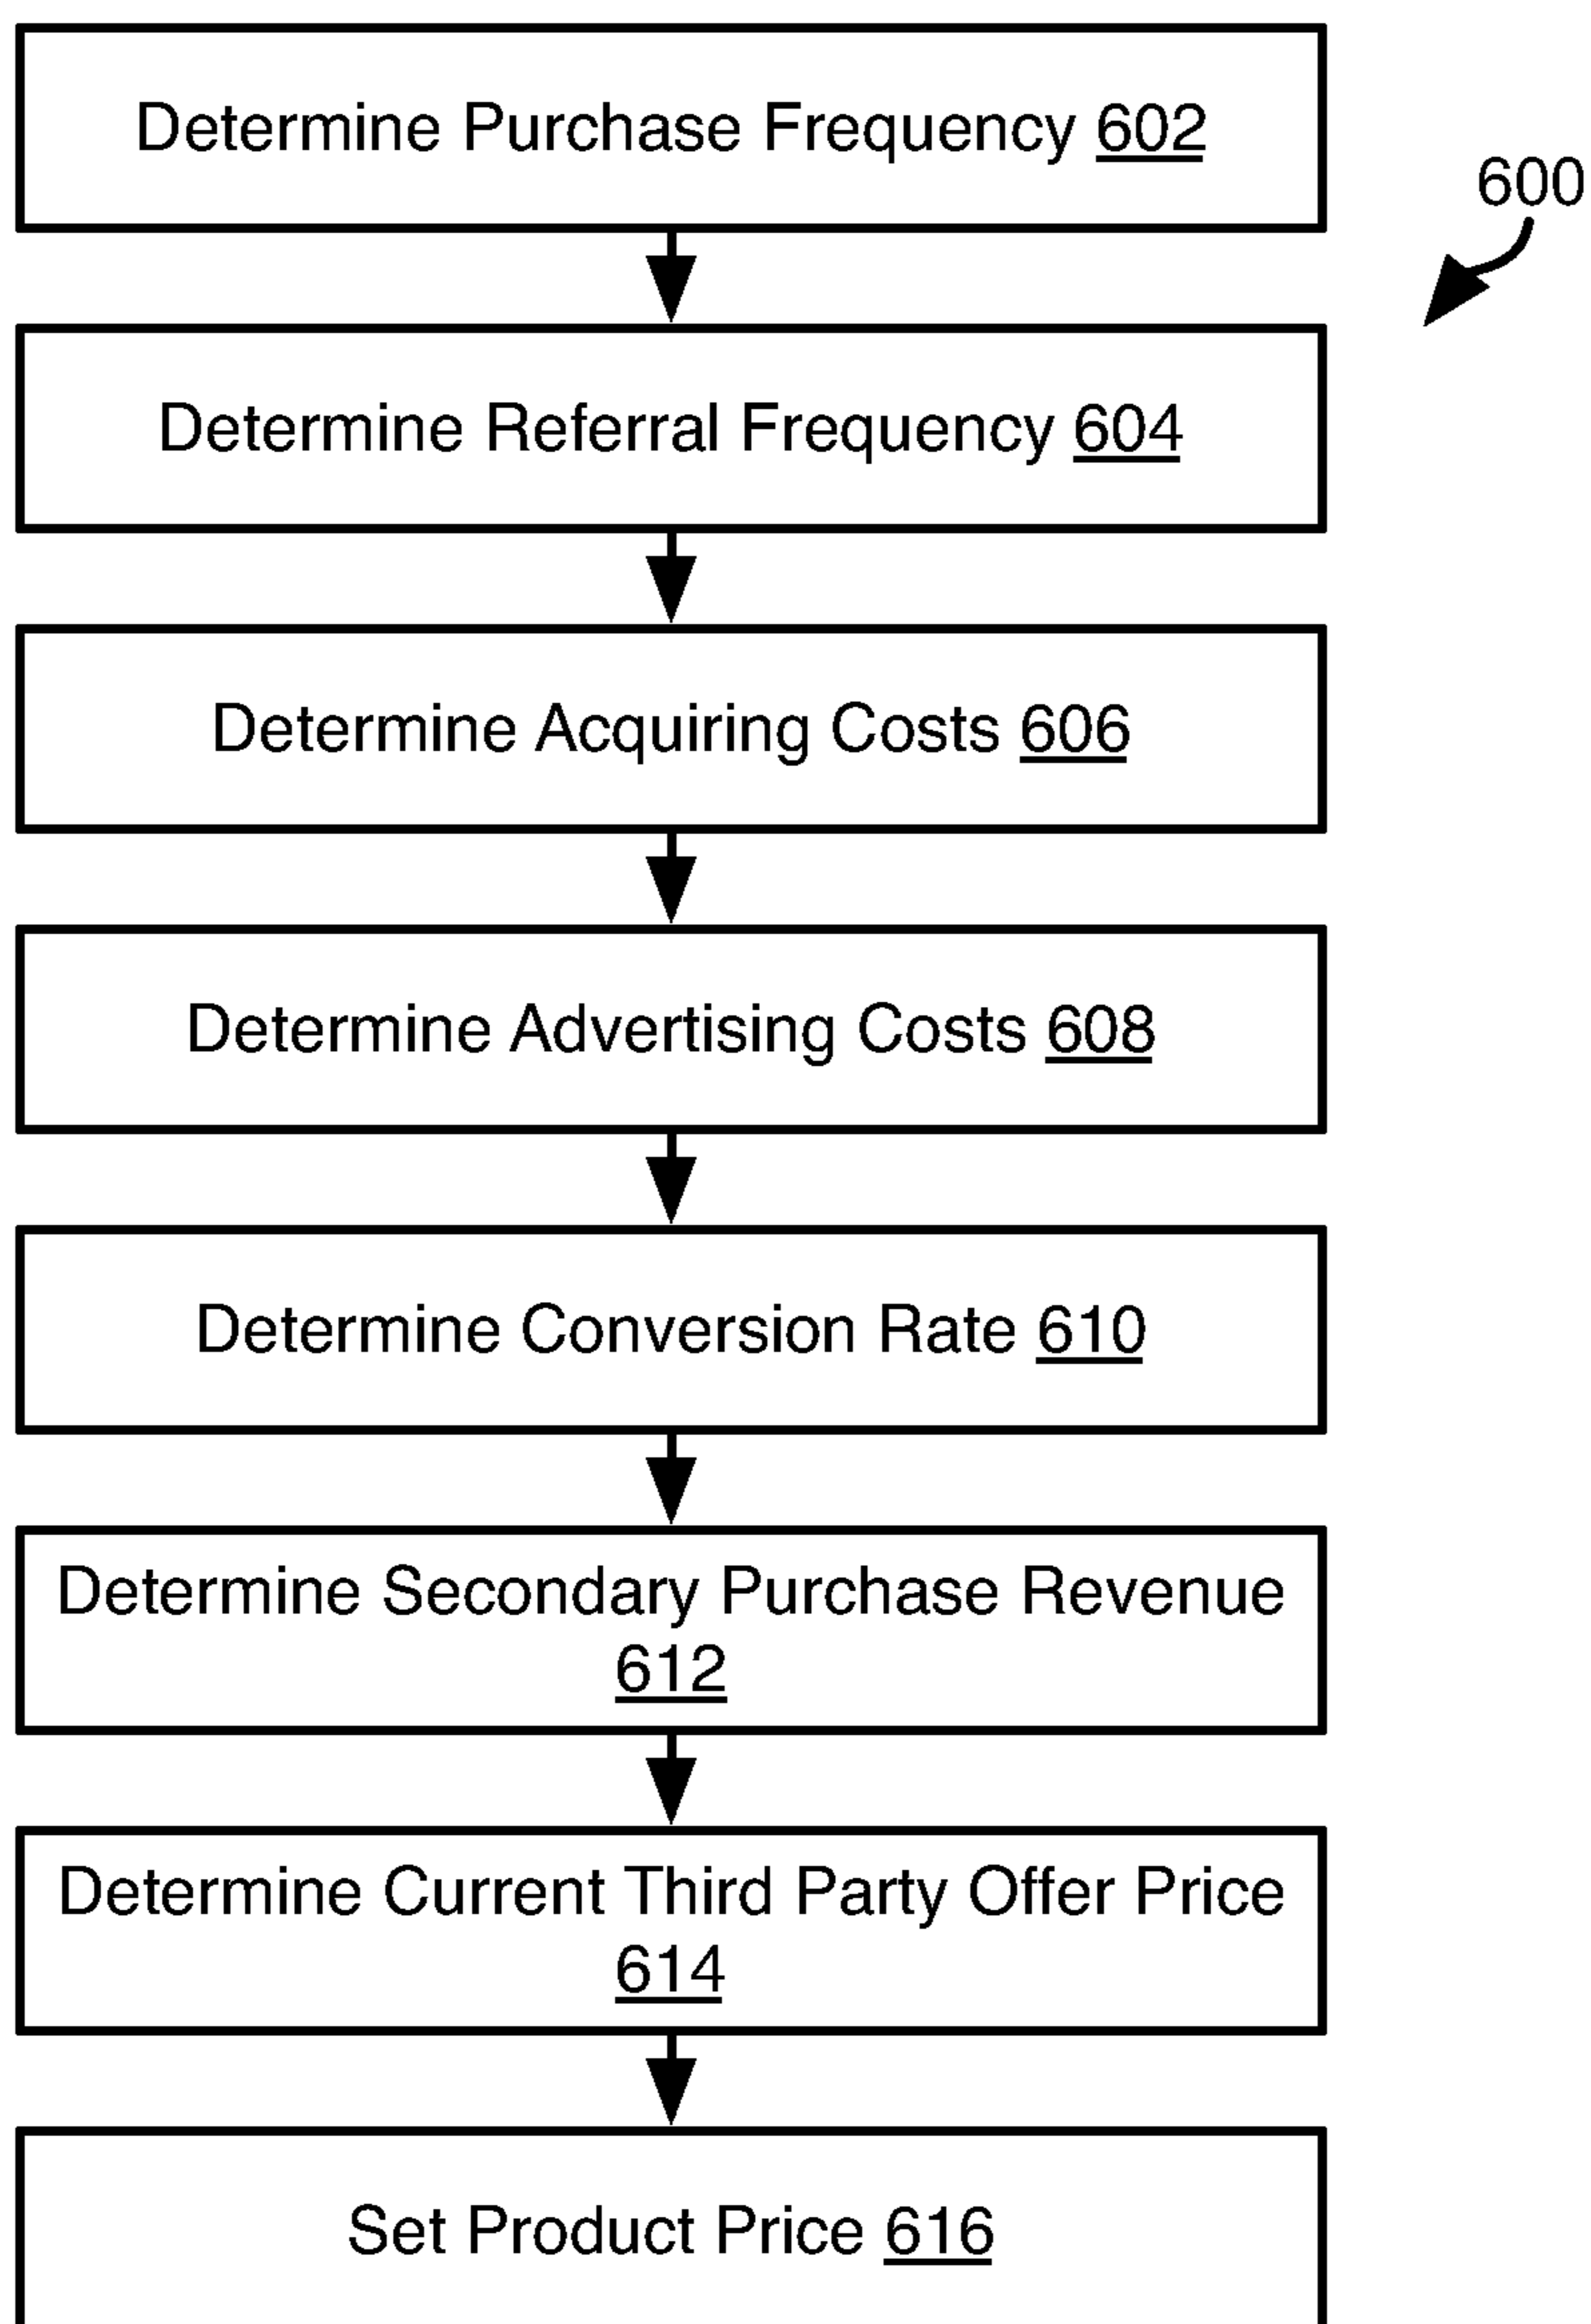 Determine Purchase Frequency 602
600
Determine Referral Frequency 604
Determine Acquiring Costs 606
Determine Advertising Costs 608
Determine Conversion Rate 610
Determine Secondary Purchase Revenue
612
Determine Current Third Party Offer Price
614
Set Product Price 616